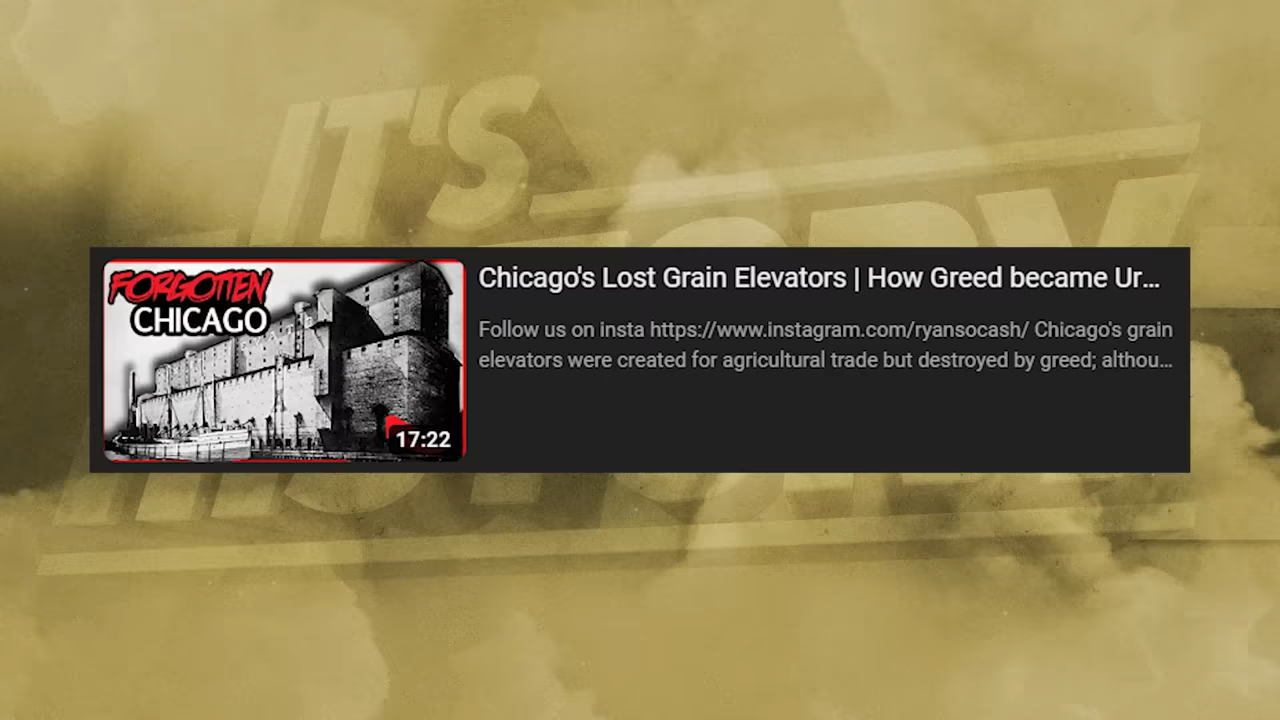 IT'S
HISTORY
FORGOTTEN
CHICAGO
17:22
Chicago's Lost Grain Elevators | How Greed became Ur...
Follow us on insta https://www.instagram.com/ryansocash/ Chicago's grain
elevators were created for agricultural trade but destroyed by greed; althou...